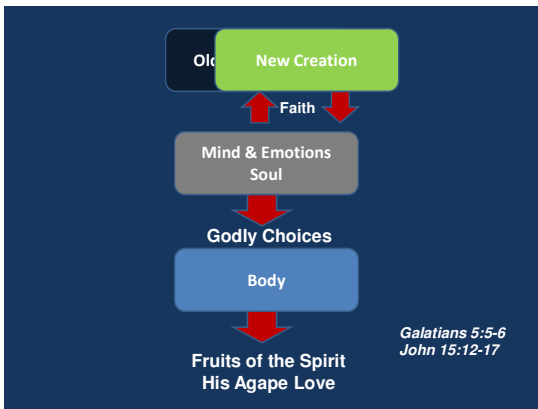 New Creation
Faith
Mind & Emotions
Soul
Godly Choices
Body
Galatians 5:5-6
John 15:12-17
Fruits of the Spirit
His Agape Love